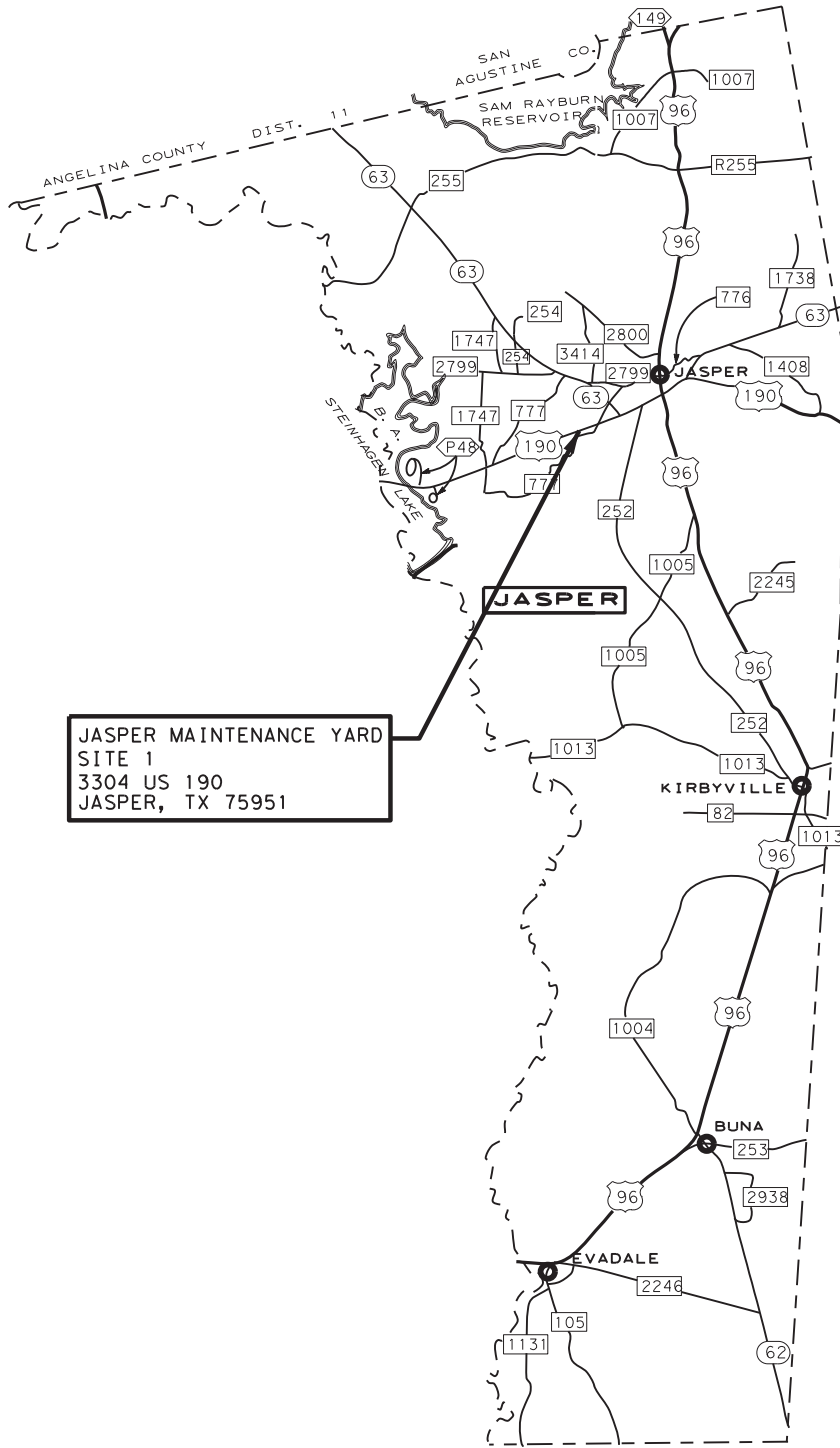 149
SAN
AGUSTINE CO.
1007
96
SAM RAYBURN
RESERVOIR
1007
DIST. 11
ANGELINA COUNTY
63
255
R255
96
63
1738
776
63
254
1747
2800
254
3414
2799
2799
JASPER
1408
63
190
1747
777
B. A.
STEINHAGEN
LAKE
P48
190
96
777
252
1005
2245
JASPER
1005
96
252
JASPER MAINTENANCE YARD
SITE 1
3304 US 190
JASPER, TX 75951
1013
1013
KIRBYVILLE
82
1013
96
96
1004
BUNA
253
96
2938
EVADALE
2246
105
1131
62